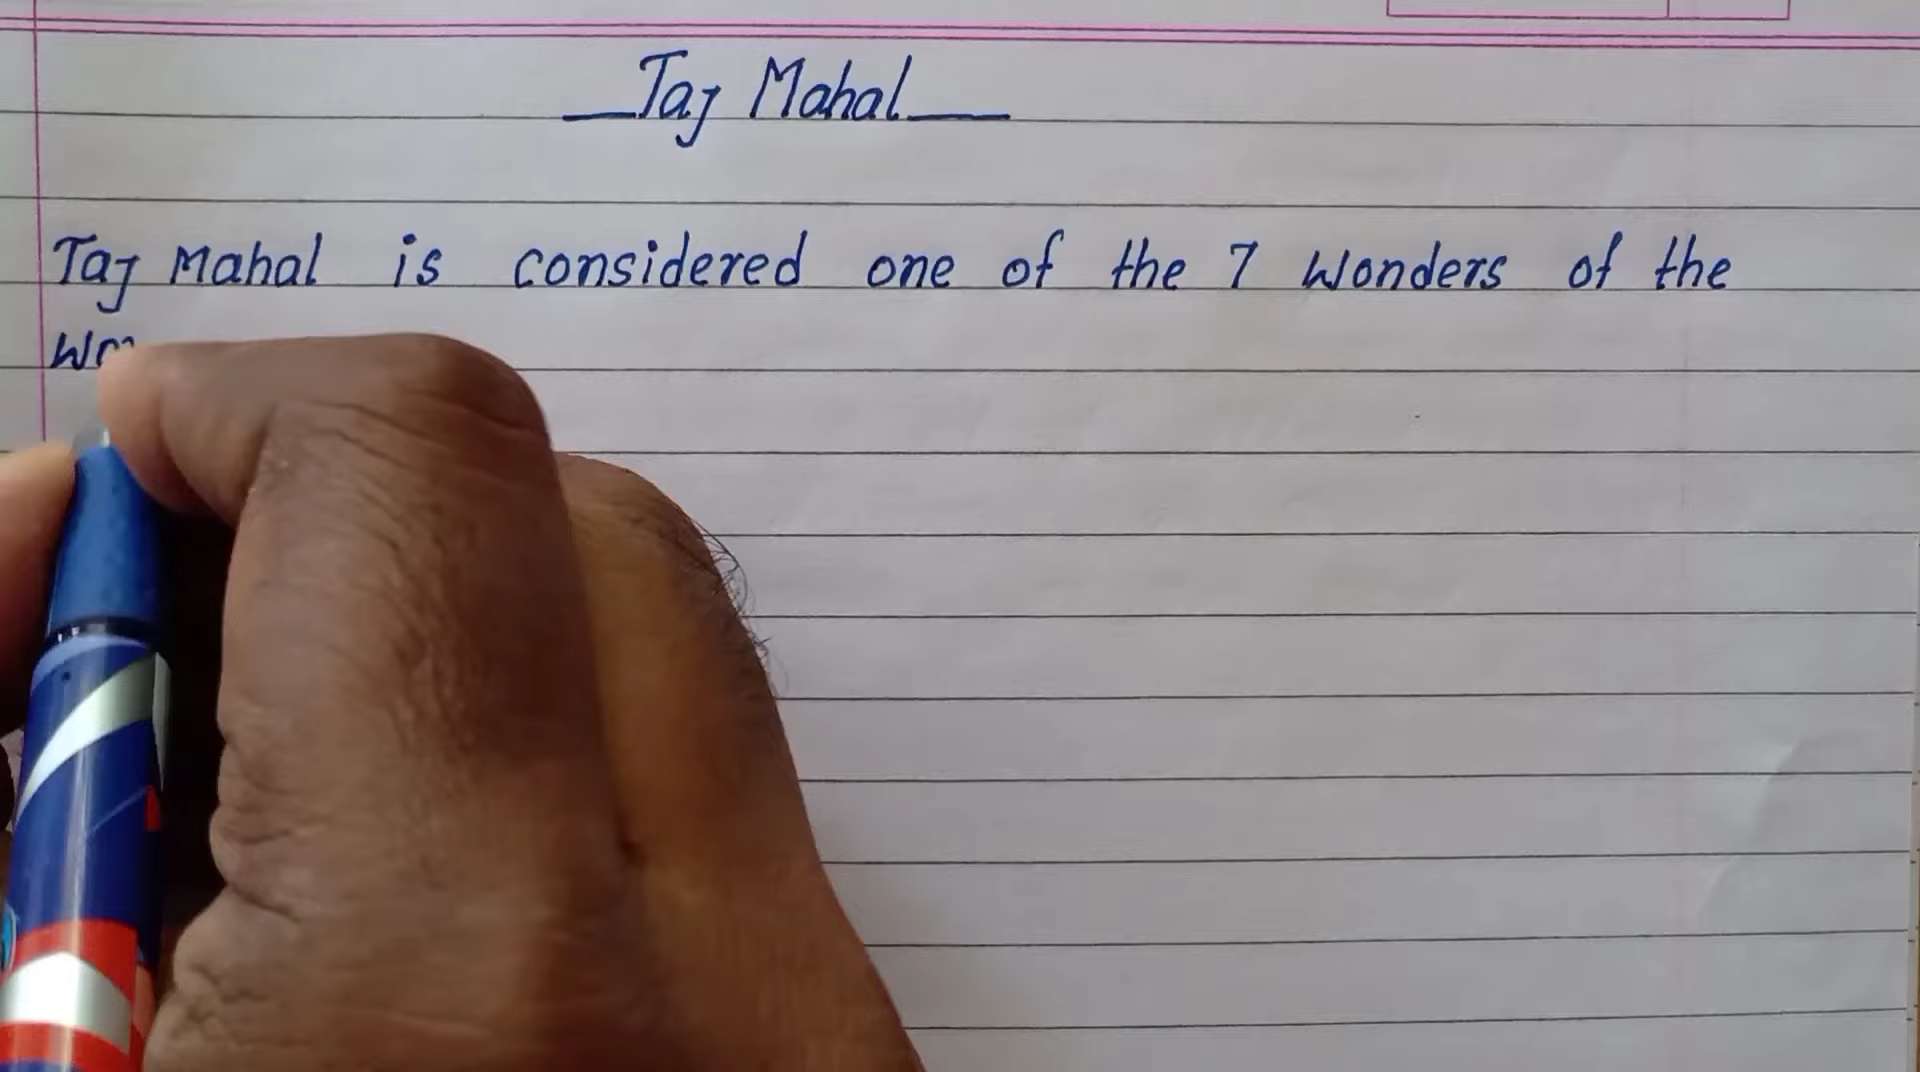 Taj Mahal
Taj Mahal is considered one of the 7 wonders of the